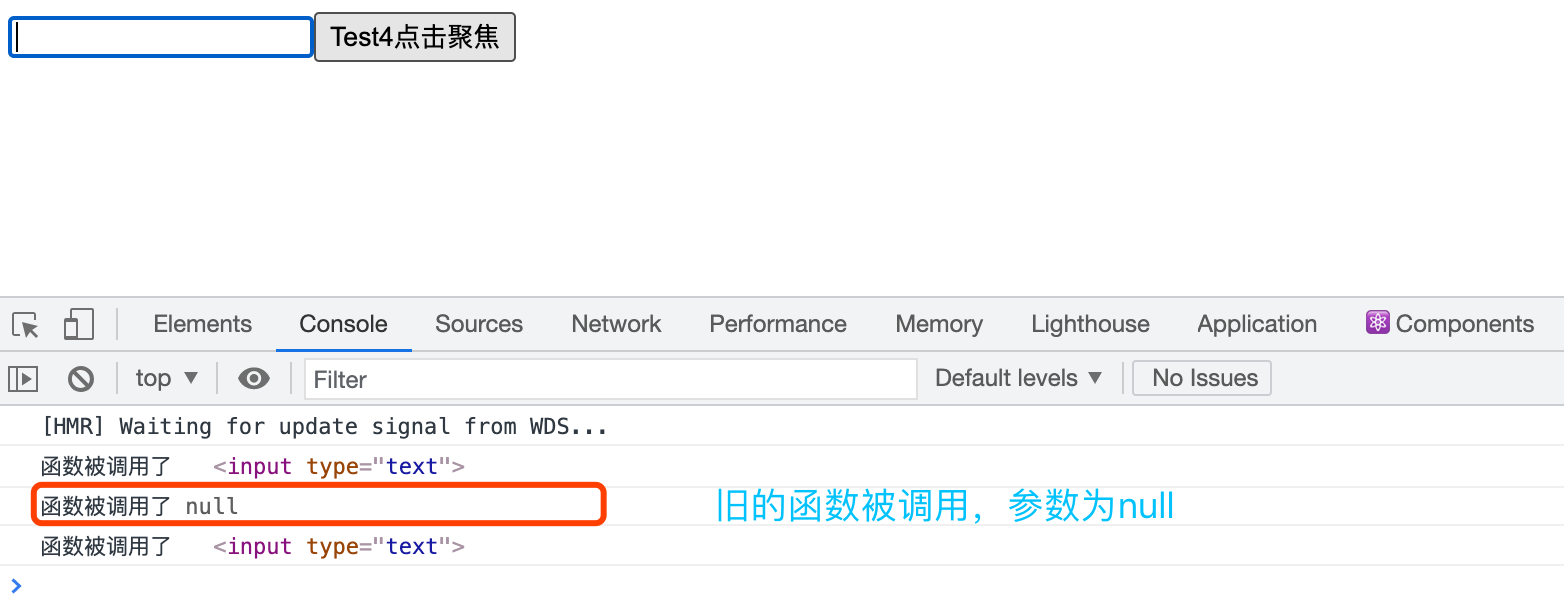 Test4点击聚焦
Elements Console Sources Network Performance Memory Lighthouse Application Components
top Filter Default levels No Issues
[HMR] Waiting for update signal from WDS...
函数被调用了 <input type="text">
函数被调用了 null
旧的函数被调用，参数为null
函数被调用了 <input type="text">